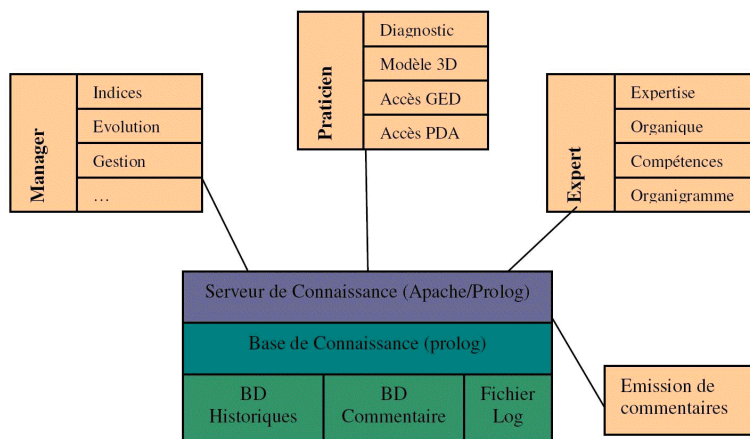 Manager
Indices
Evolution
Gestion
…
Praticien
Diagnostic
Modèle 3D
Accès GED
Accès PDA
Expert
Expertise
Organique
Compétences
Organigramme
Serveur de Connaissance (Apache/Prolog)
Base de Connaissance (prolog)
BD
Historiques
BD
Commentaire
Fichier
Log
Emission de
commentaires